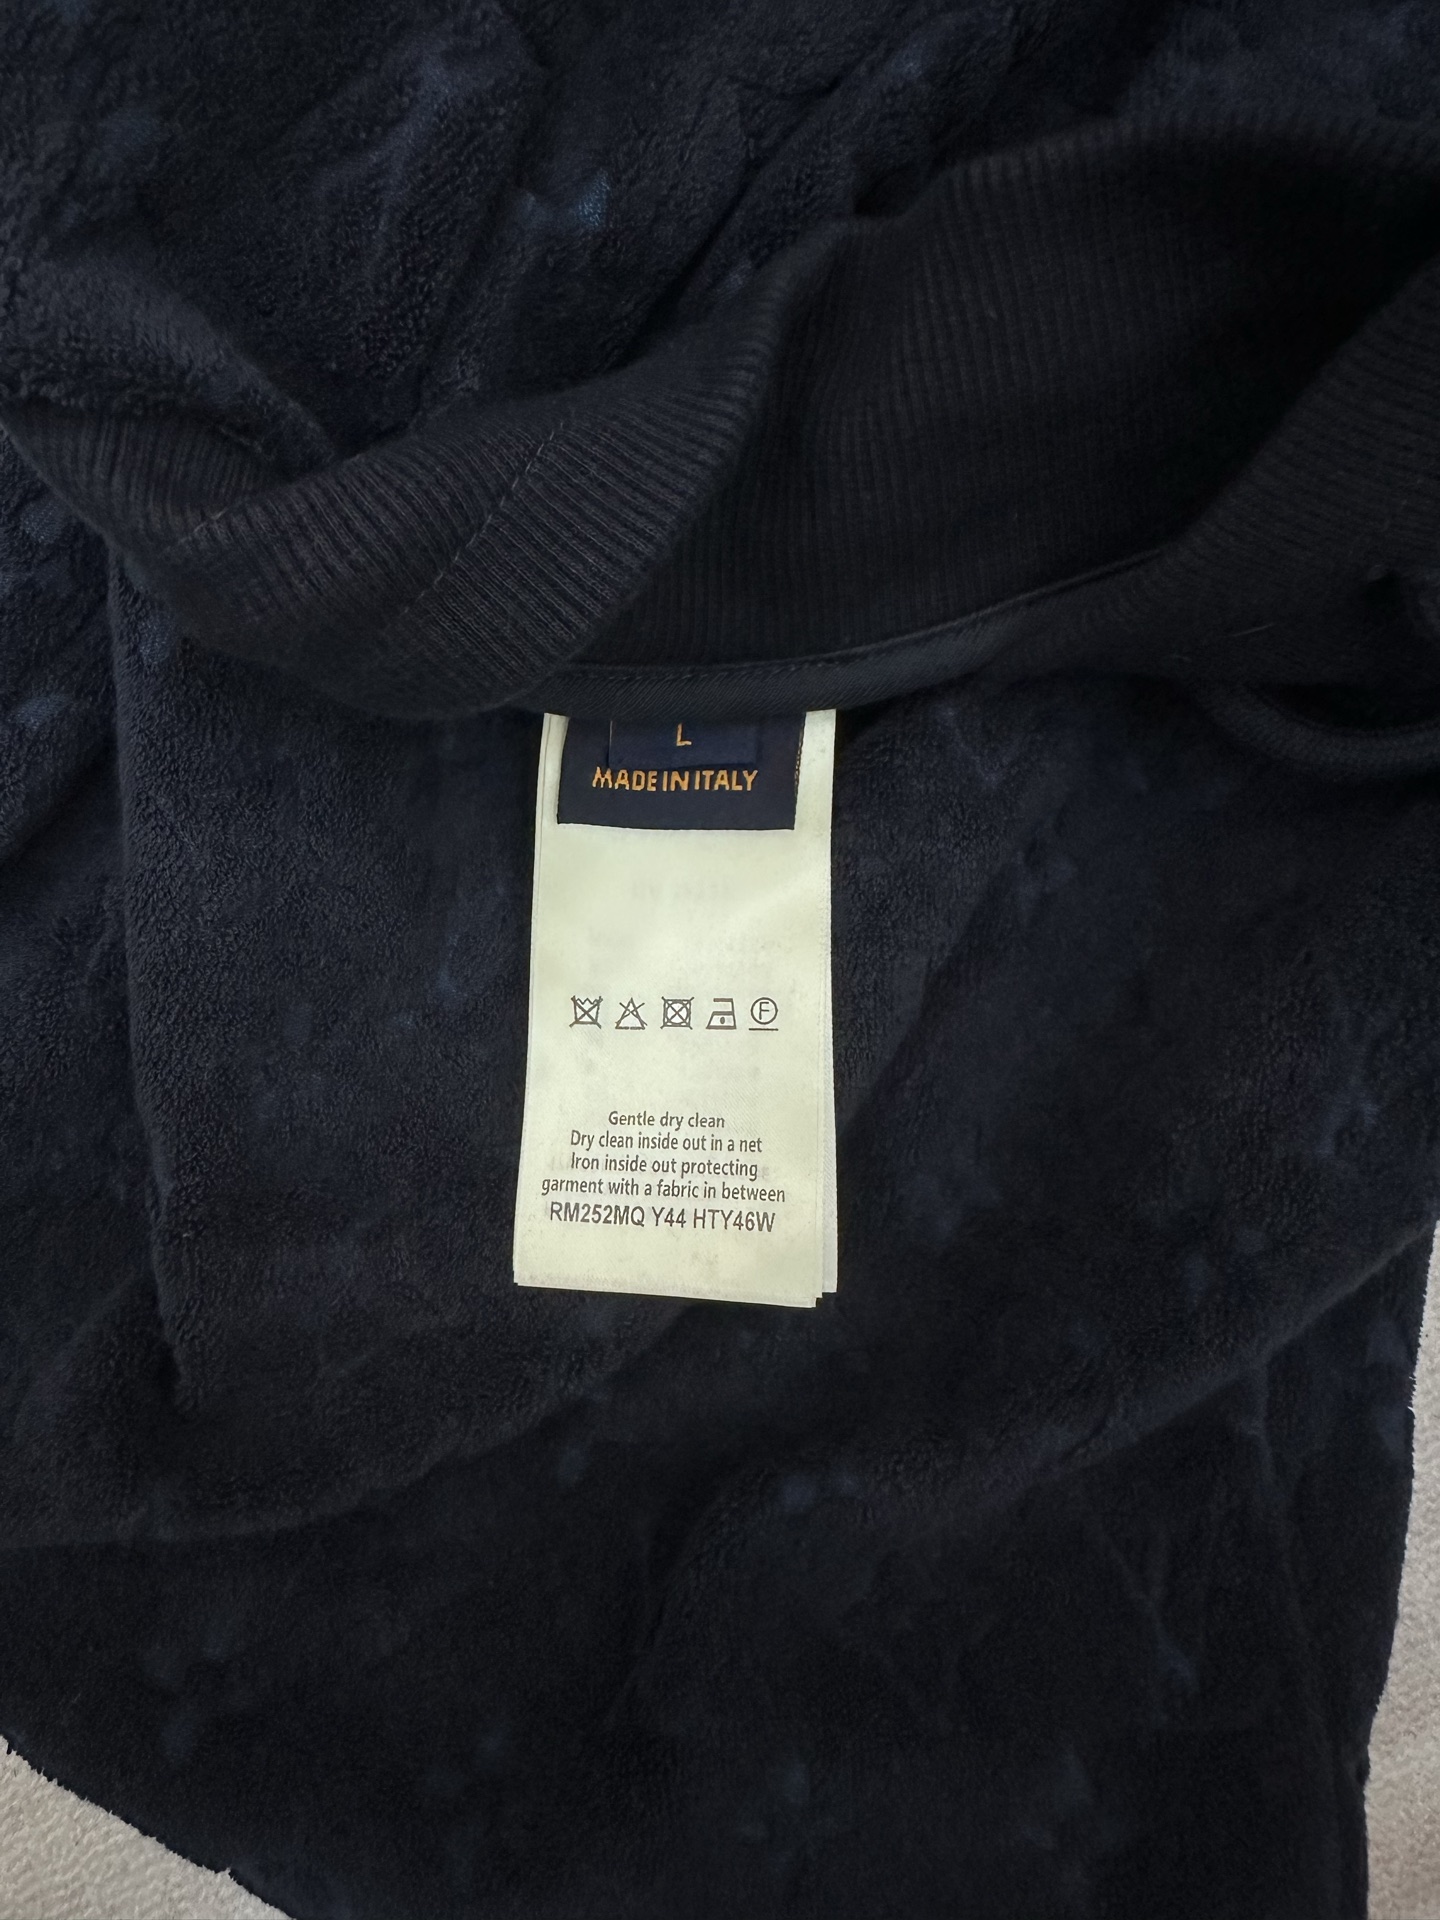 L
MADE IN ITALY
F
Gentle dry clean
Dry clean inside out in a net
Iron inside out protecting
garment with a fabric in between
RM252MQ Y44 HTY46W